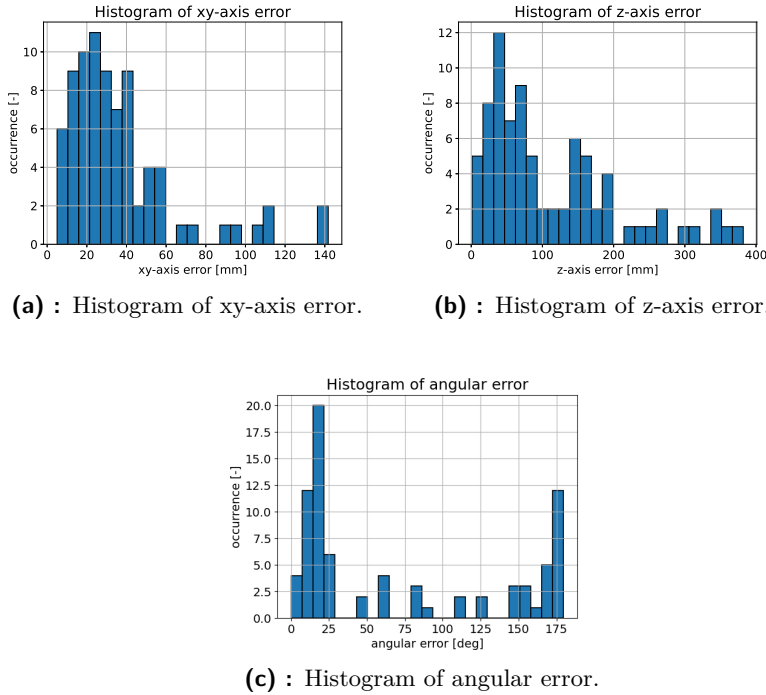 Histogram of xy-axis error
occurrence [-]
10
8
6
4
2
0
0 20 40 60 80 100 120 140
xy-axis error [mm]
(a) : Histogram of xy-axis error.
Histogram of z-axis error
occurrence [-]
12
10
8
6
4
2
0
0 100 200 300 400
z-axis error [mm]
(b) : Histogram of z-axis error.
Histogram of angular error
occurrence [-]
20.0
17.5
15.0
12.5
10.0
7.5
5.0
2.5
0.0
0 25 50 75 100 125 150 175
angular error [deg]
(c) : Histogram of angular error.